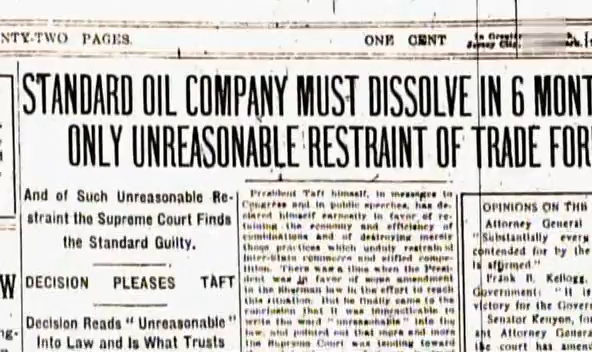 NTY-TWO PAGES.
ONE CENT
STANDARD OIL COMPANY MUST DISSOLVE IN 6 MONT
ONLY UNREASONABLE RESTRAINT OF TRADE FOR
And of Such Unreasonable Re-
straint the Supreme Court Finds
the Standard Guilty.
DECISION PLEASES TAFT
Decision Reads "Unreasonable"
Into Law and Is What Trusts
President Taft himself, in messages to
Congress and in public speeches, has de-
clared himself earnestly in favor of re-
taining the economy and efficiency of
combinations and of destroying merely
those practices which unduly restrain
Inter-State commerce and stifled compe-
tition. There was a time when the Presi-
dent was in favor of some amendment
to the Sherman law in the effort to reach
this situation. But he finally came to the
conclusion that it was impracticable to
write the word "unreasonable" into the
law, and pointed out that more and more
the Supreme Court was tending toward
OPINIONS ON THE
Attorney General
"Substantially every
contended for by the
is affirmed."
Frank B. Kellogg,
Government: "It is
victory for the Gover
Senator Kenyon, for
ant Attorney Genera
the court has amen